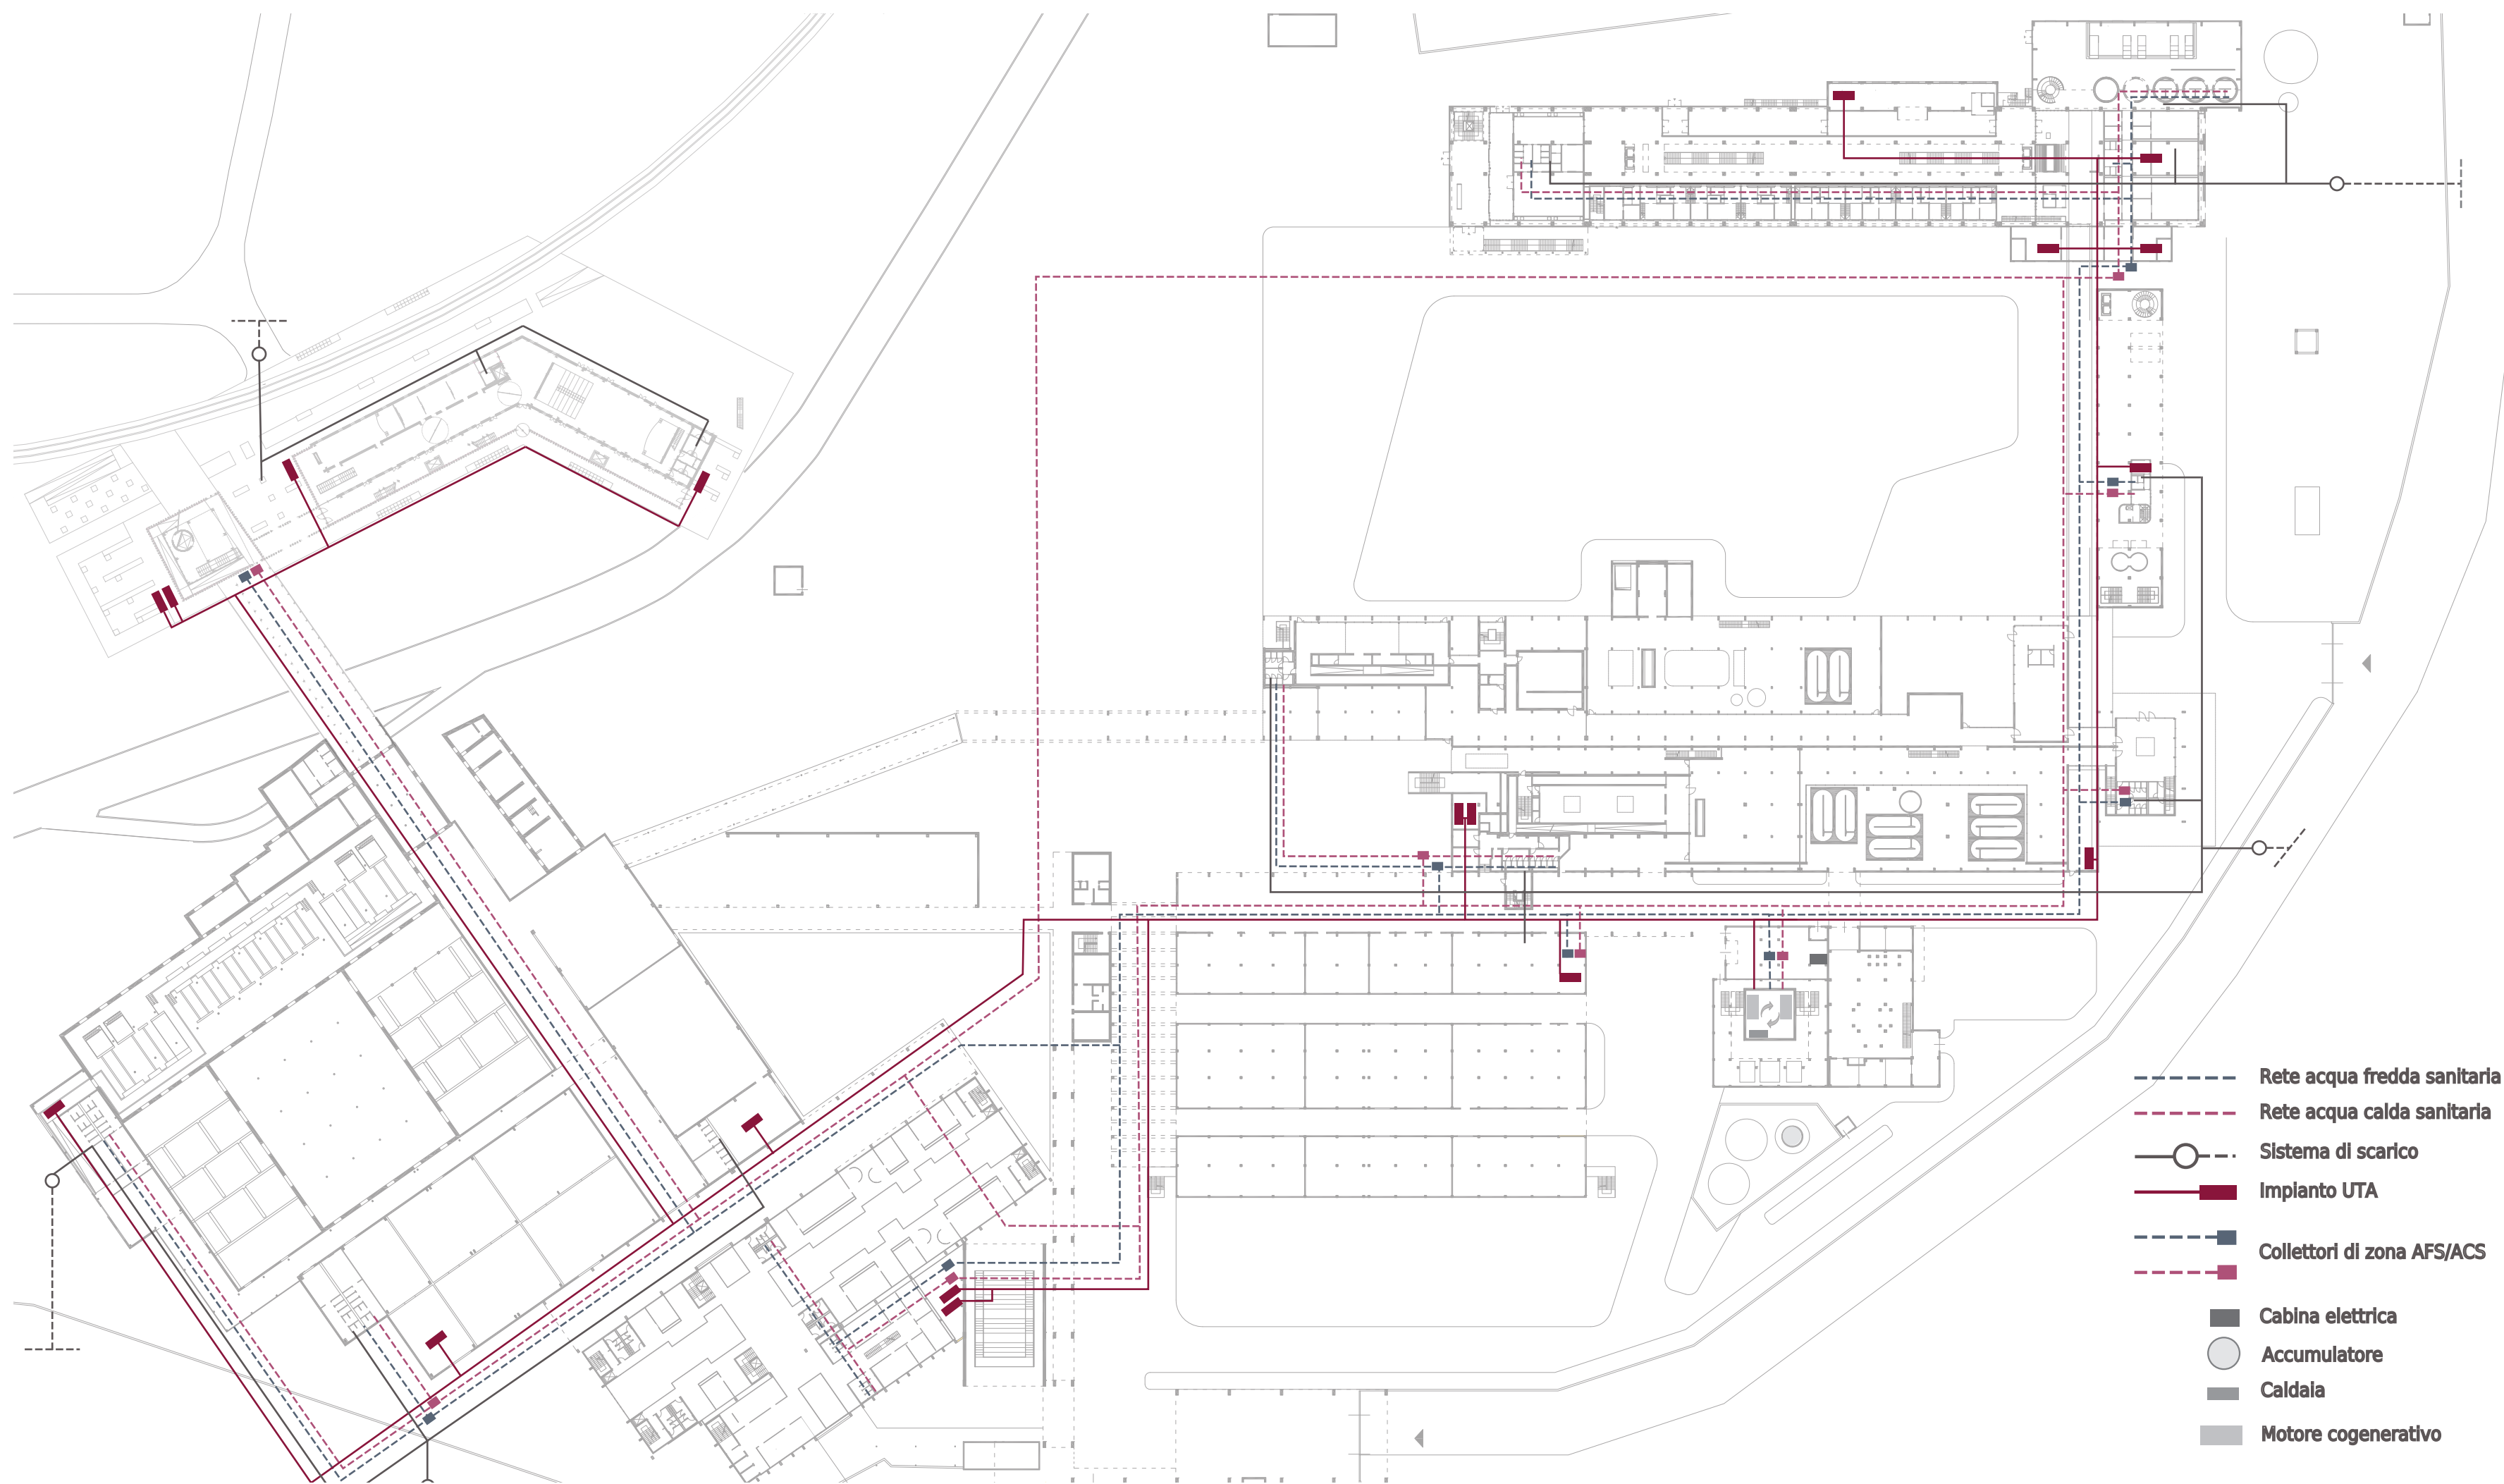 Rete acqua fredda sanitaria
Rete acqua calda sanitaria
Sistema di scarico
Impianto UTA
Collettori di zona AFS/ACS
Cabina elettrica
Accumulatore
Caldaia
Motore cogenerativo